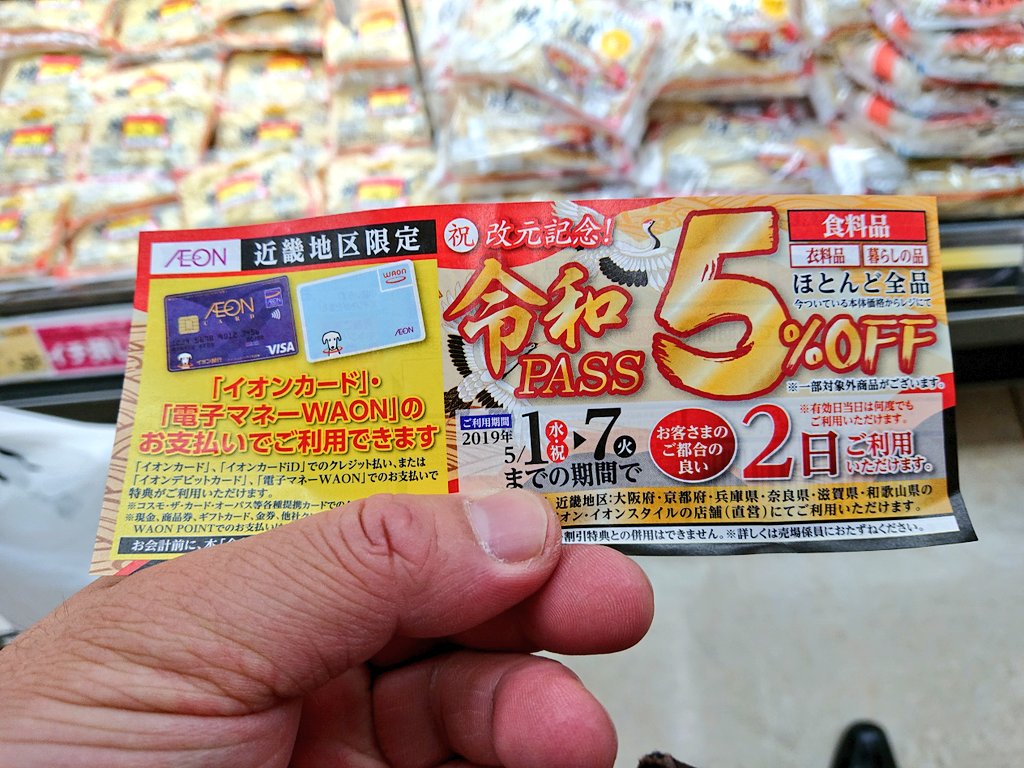 ÆON 近畿地区限定
ÆON
CARD
VISA
イオン銀行
WAON
ÆON
「イオンカード」・
「電子マネーWAON」の
お支払いでご利用できます
「イオンカード」、「イオンカードiD」でのクレジット払い、または
「イオンデビットカード」、「電子マネーWAON」でのお支払いで
特典がご利用いただけます。
※コスモ・ザ・カード・オーパス等各種提携カードでの
※現金、商品券、ギフトカード、金券、他社ク
WAON POINTでのお支払いは
お会計前に、本「令
祝 改元記念!
令和
PASS
5%OFF
食料品
衣料品 暮らしの品
ほとんど全品
今ついている本体価格からレジにて
※一部対象外商品がございます。
ご利用期間
2019年
5/1水・祝▶7火
までの期間で
お客さまの
ご都合の
良い
2日
※有効日当日は何度でも
ご利用いただけます。
ご利用
いただけます。
近畿地区:大阪府・京都府・兵庫県・奈良県・滋賀県・和歌山県の
オン・イオンスタイルの店舗(直営)にてご利用いただけます。
割引特典との併用はできません。※詳しくは売場係員におたずねください。